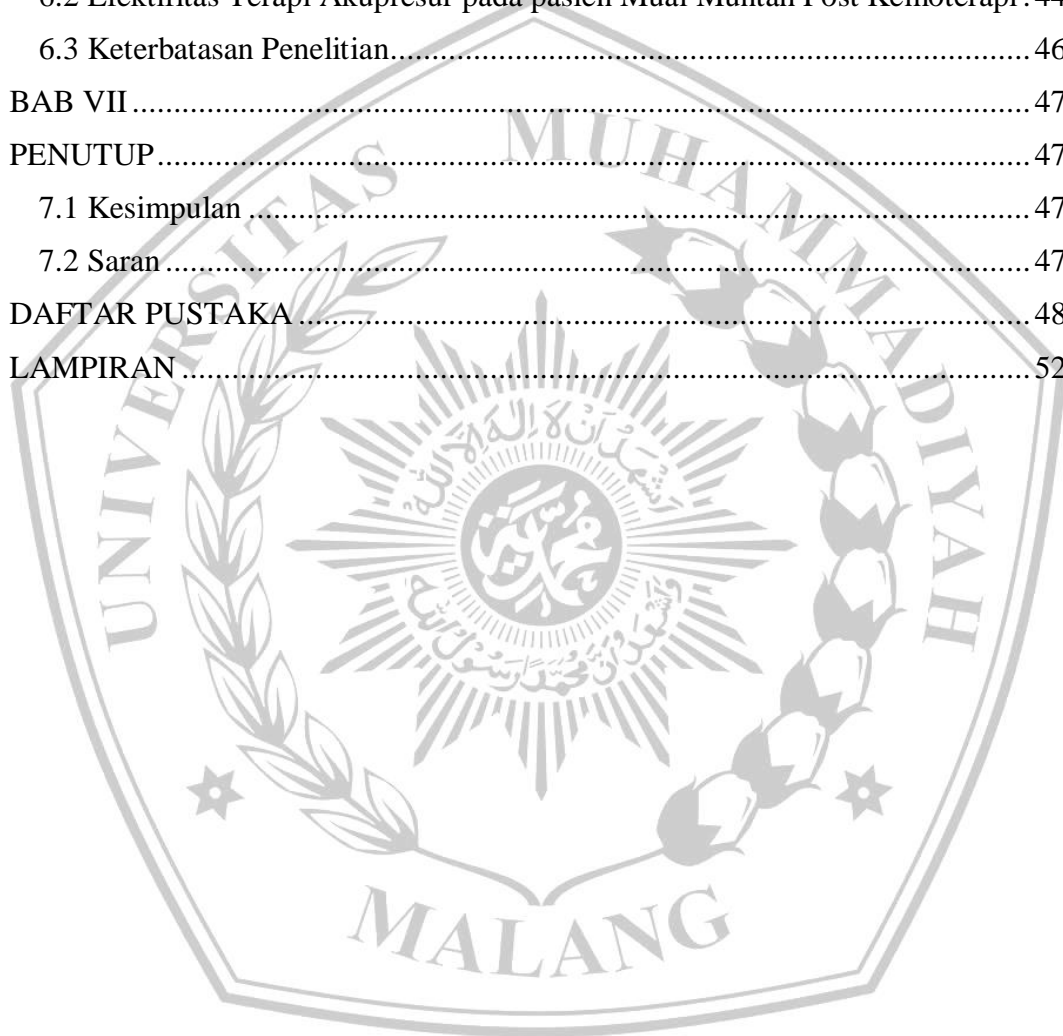 6.2 Efektifitas Terapi Akupresur pada pasien Mual Muntah Post Kemoterapi. 44
6.3 Keterbatasan Penelitian.......................................................................... 46
BAB VII ........................................................................................................ 47
PENUTUP..................................................................................................... 47
7.1 Kesimpulan ............................................................................................ 47
7.2 Saran ...................................................................................................... 47
DAFTAR PUSTAKA .................................................................................... 48
LAMPIRAN .................................................................................................. 52
UNIVERSITAS MUHAMMADIYAH
MALANG